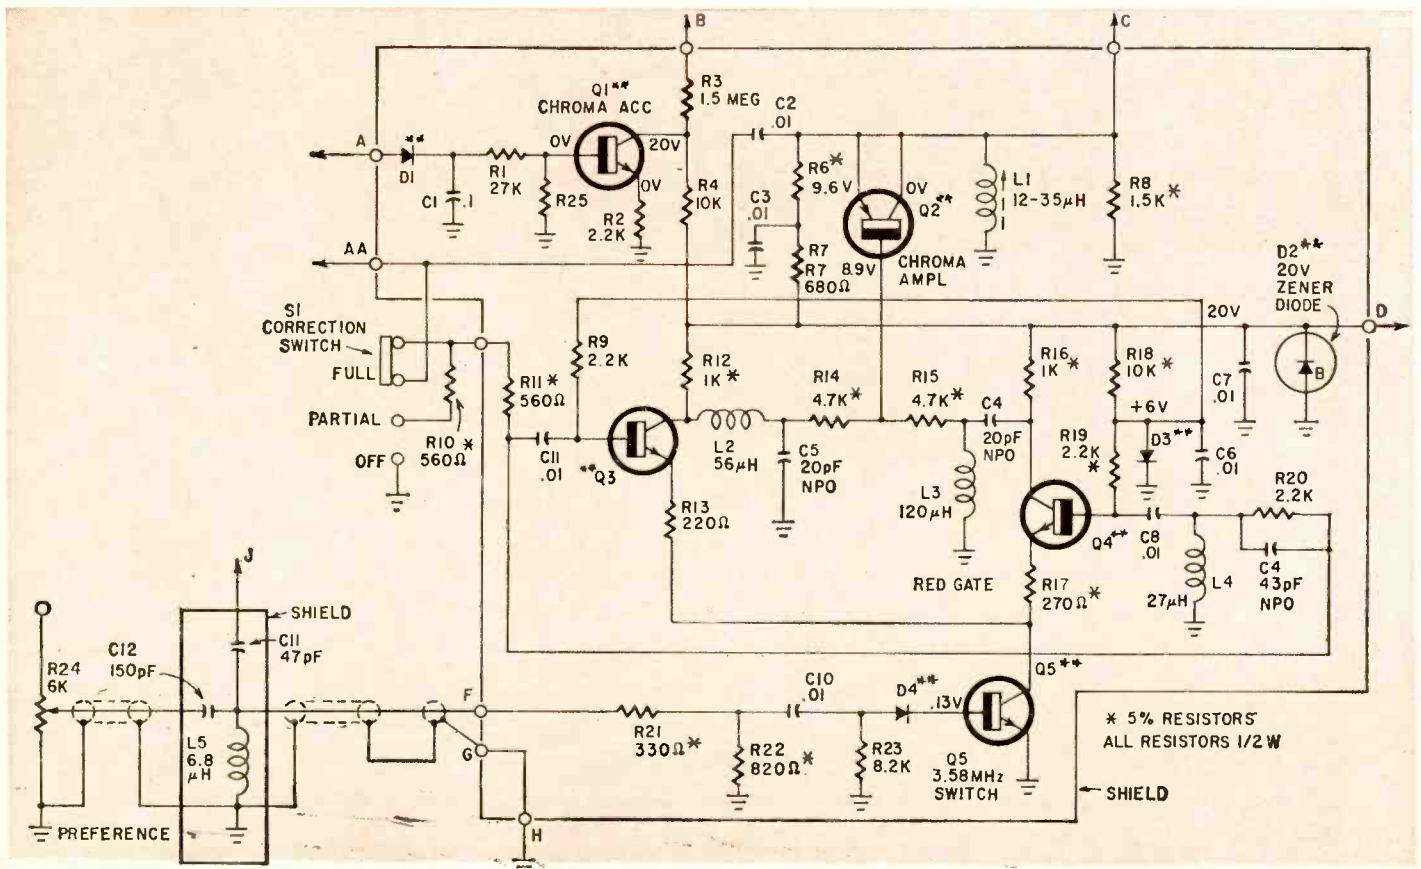 B
C
Q1**
CHROMA ACC
R3
1.5 MEG
C2
.01
A
D1
**
0V
20V
R1
27K
C1
.1
R25
0V
R2
2.2K
R4
10K
R6*
9.6V
0V
Q2**
L1
12-35µH
R8
1.5K*
C3
.01
AA
R7
R7
680Ω
8.9V
CHROMA
AMPL
D2**
20V
ZENER
DIODE
S1
CORRECTION
SWITCH
FULL
PARTIAL
OFF
R9
2.2K
20V
D
R11*
560Ω
R10*
560Ω
R12
1K*
R14
4.7K*
R15
4.7K*
R16
1K*
R18
10K*
C7
.01
B
+6V
C4
20pF
NPO
D3**
C11
.01
**Q3
L2
56µH
C5
20pF
NPO
R19
2.2K
*
C6
.01
R20
2.2K
R13
220Ω
L3
120µH
Q4**
C8
.01
RED GATE
R17
270Ω*
27µH
L4
C4
43pF
NPO
J
SHIELD
C11
47pF
C12
150pF
R24
6K
L5
6.8
µH
F
G
H
C10
.01
D4**
.13V
Q5**
R21
330Ω*
R22
820Ω*
R23
8.2K
Q5
3.58MHz
SWITCH
* 5% RESISTORS
ALL RESISTORS 1/2W
SHIELD
PREFERENCE